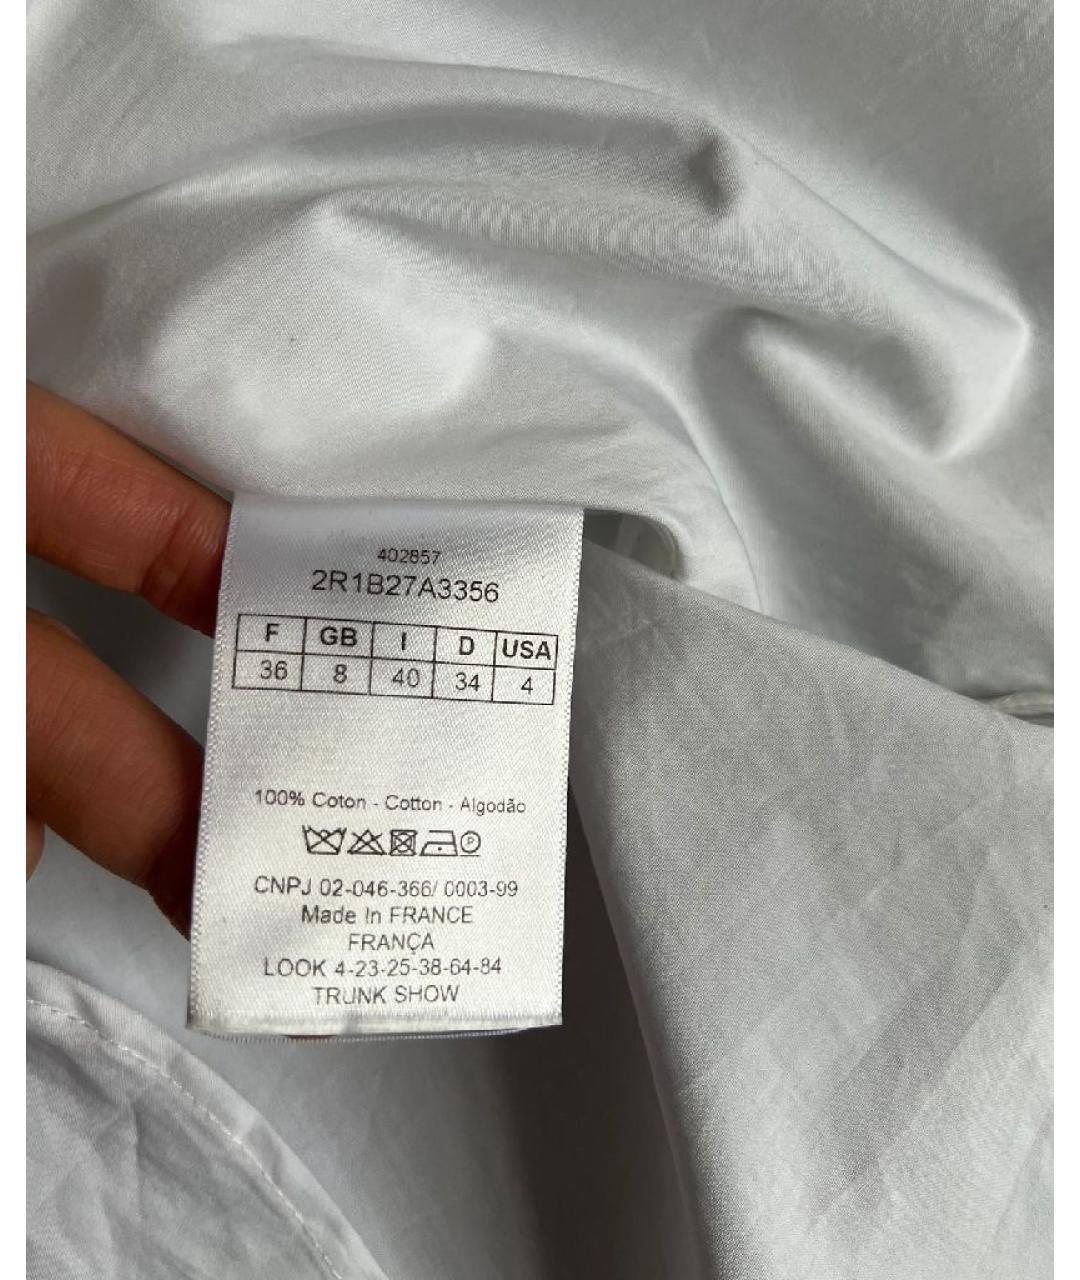 402857
2R1B27A3356
F GB I D USA
36 8 40 34 4
100% Coton - Cotton - Algodão
P
CNPJ 02-046-366/ 0003-99
Made In FRANCE
FRANÇA
LOOK 4-23-25-38-64-84
TRUNK SHOW